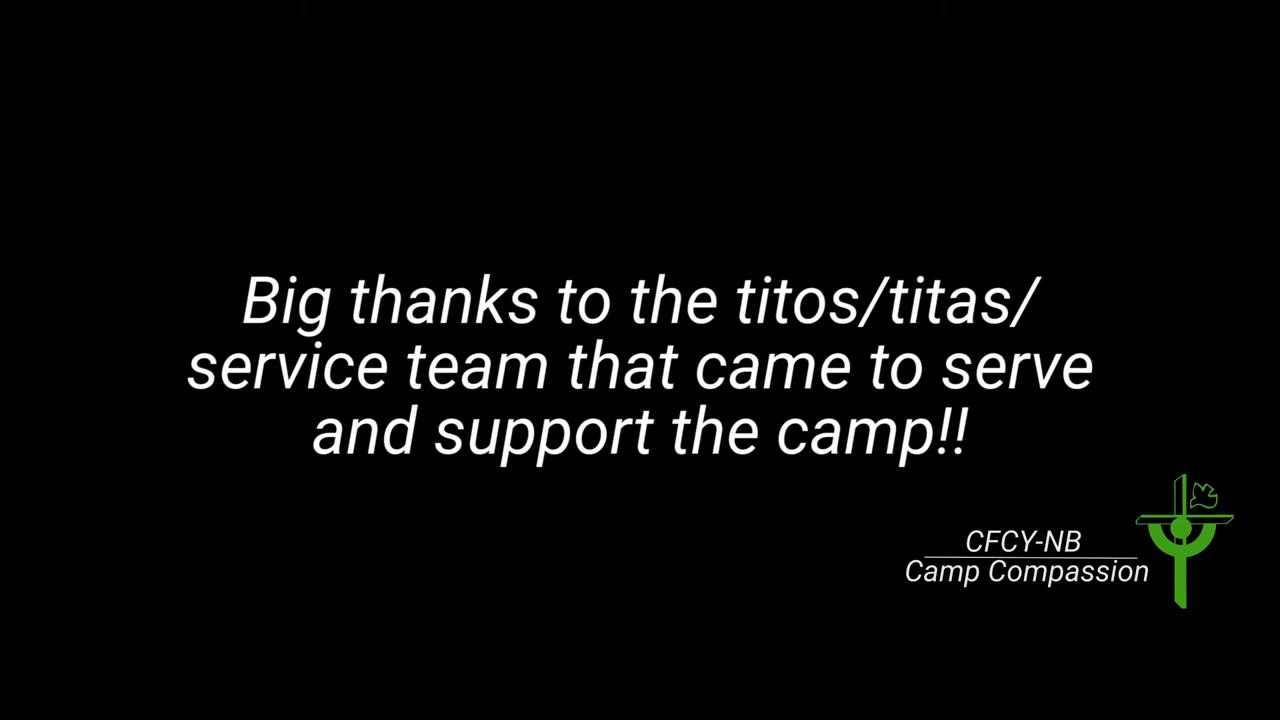 Big thanks to the titos/titas/
service team that came to serve
and support the camp!!
CFCY-NB
Camp Compassion